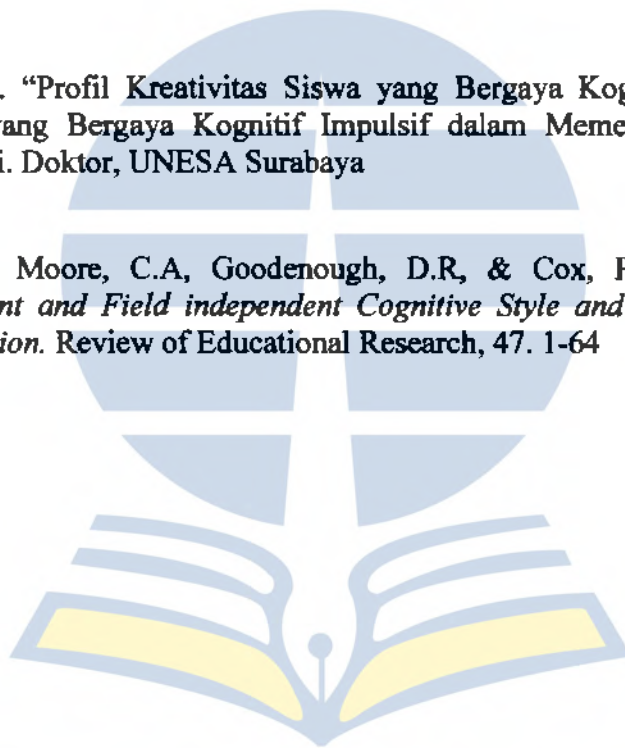 . “Profil Kreativitas Siswa yang Bergaya Kog
yang Bergaya Kognitif Impulsif dalam Meme
i. Doktor, UNESA Surabaya
Moore, C.A, Goodenough, D.R, & Cox, F
nt and Field independent Cognitive Style and
ion. Review of Educational Research, 47. 1-64